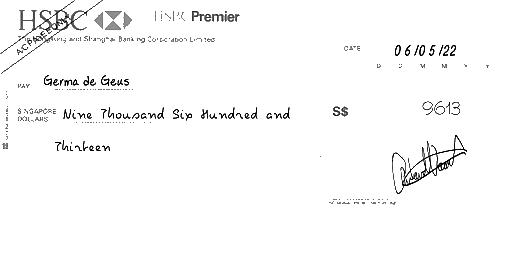 HSBC HSBC Premier
The Hongkong and Shanghai Banking Corporation Limited
A/C PAYEE ONLY
DATE 06/05/22
D D M M Y Y
PAY Germa de Geus
SINGAPORE DOLLARS Nine Thousand Six Hundred and
S$ 9613
Thirteen